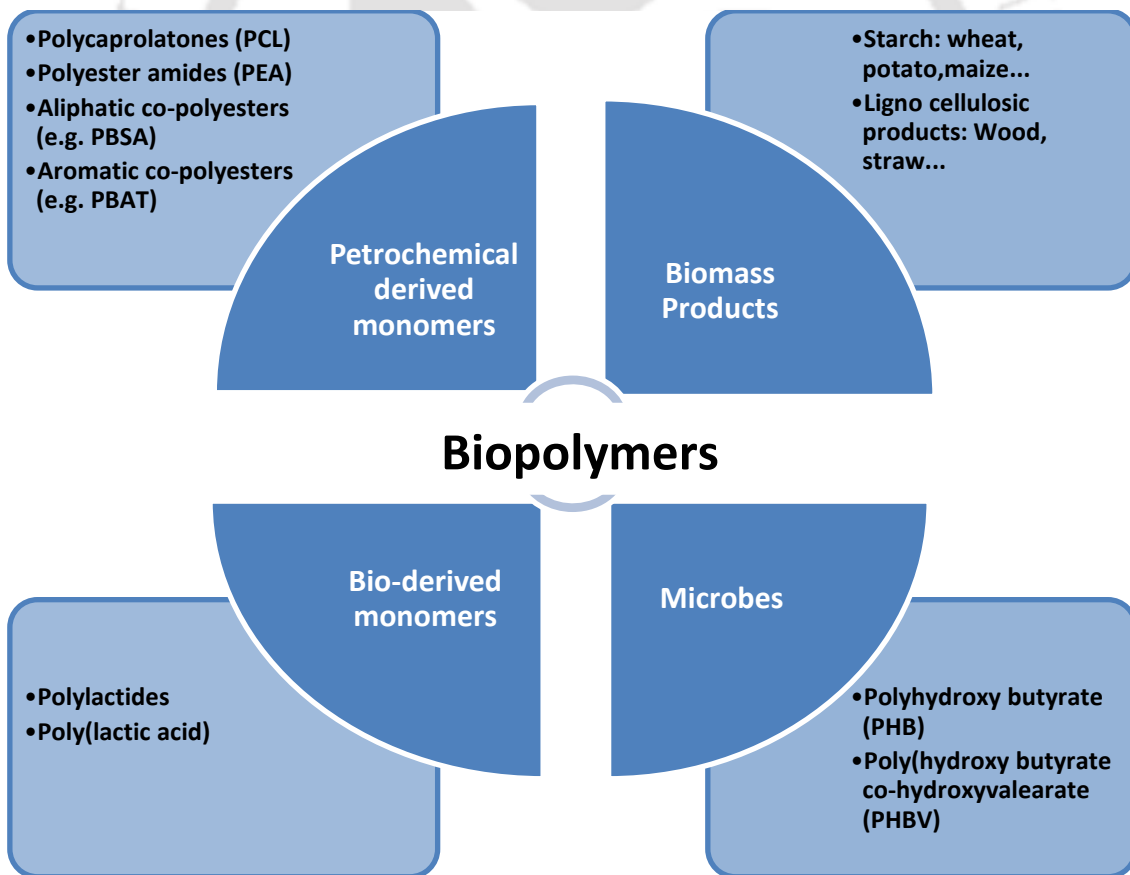 •Polycaprolatones (PCL)
•Polyester amides (PEA)
•Aliphatic co-polyesters
(e.g. PBSA)
•Aromatic co-polyesters
(e.g. PBAT)
•Starch: wheat,
potato,maize...
•Ligno cellulosic
products: Wood,
straw...
Petrochemical
derived
monomers
Biomass
Products
Biopolymers
Bio-derived
monomers
Microbes
•Polylactides
•Poly(lactic acid)
•Polyhydroxy butyrate
(PHB)
•Poly(hydroxy butyrate
co-hydroxyvalearate
(PHBV)